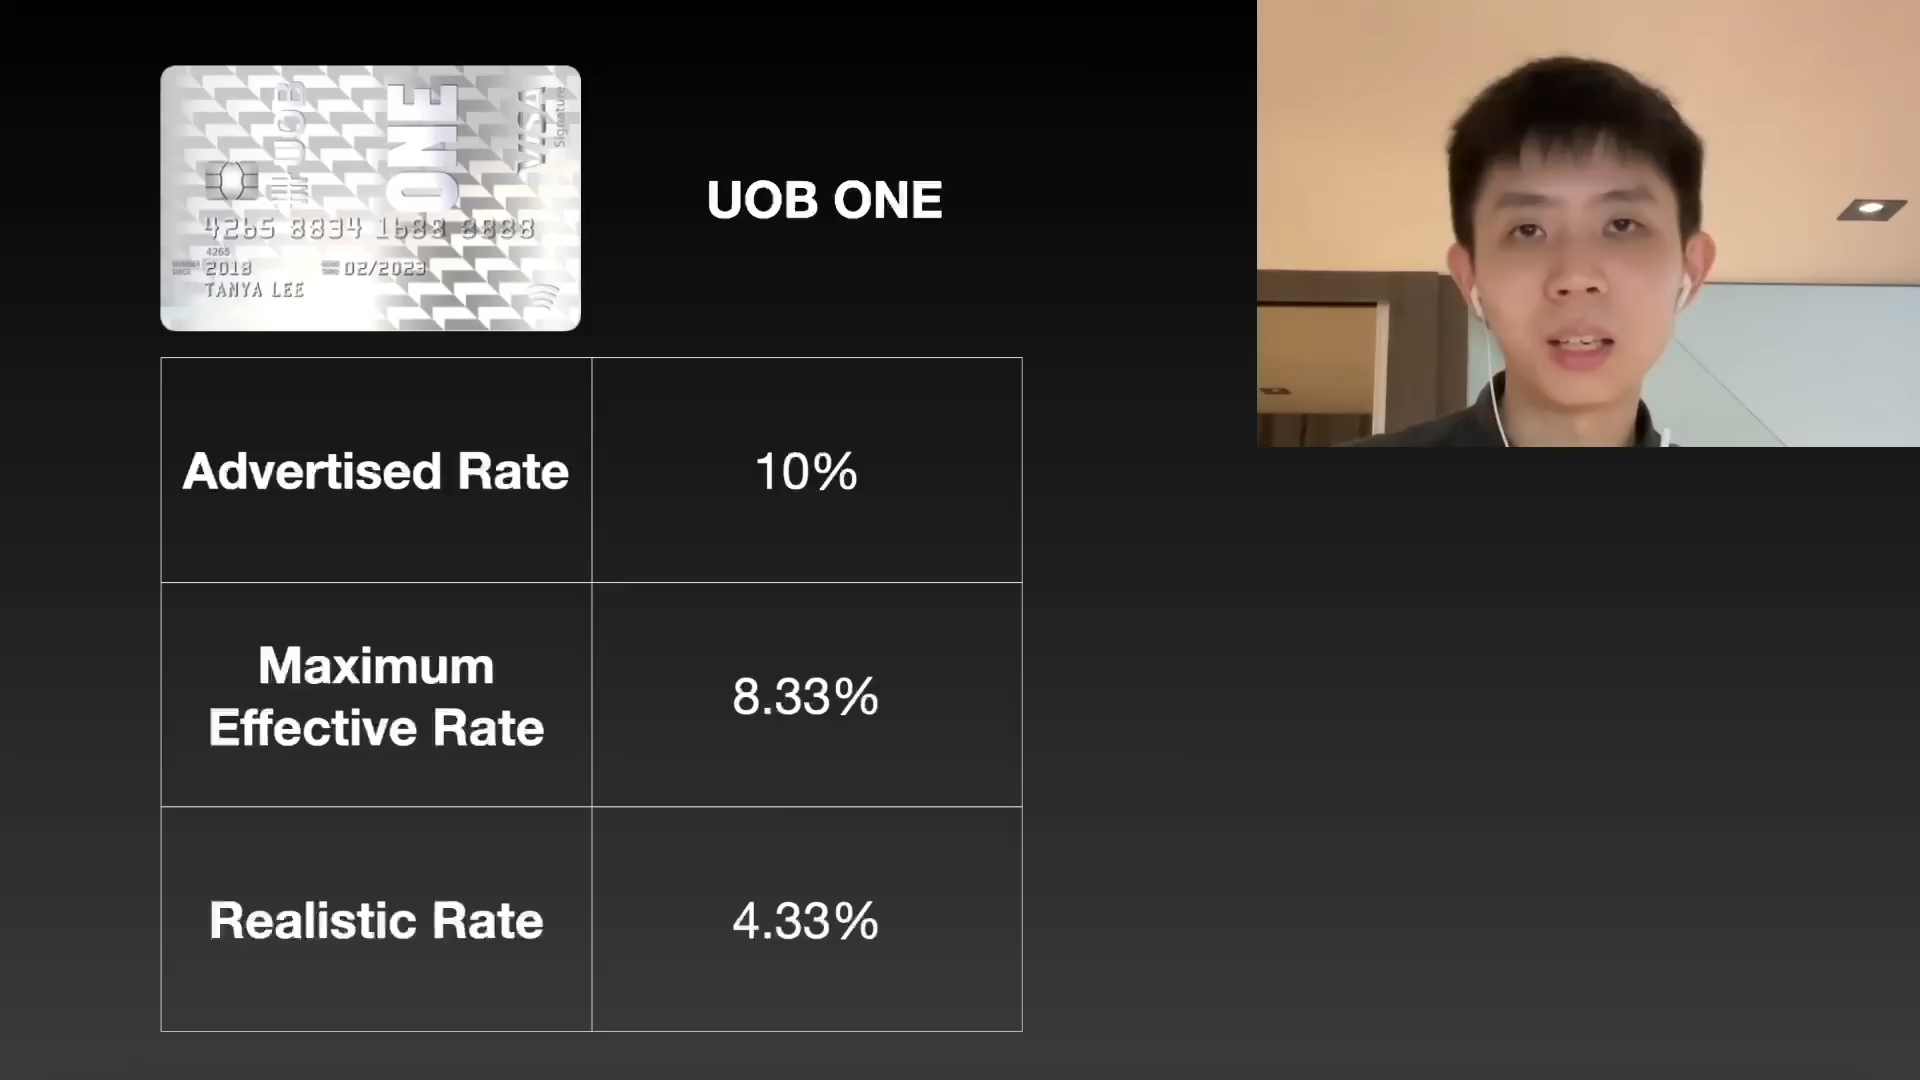 UOB
ONE
VISA
Signature
4265 8834 1688 8888
4265
2018 02/2023
TANYA LEE
UOB ONE
Advertised Rate 10%
Maximum
Effective Rate 8.33%
Realistic Rate 4.33%